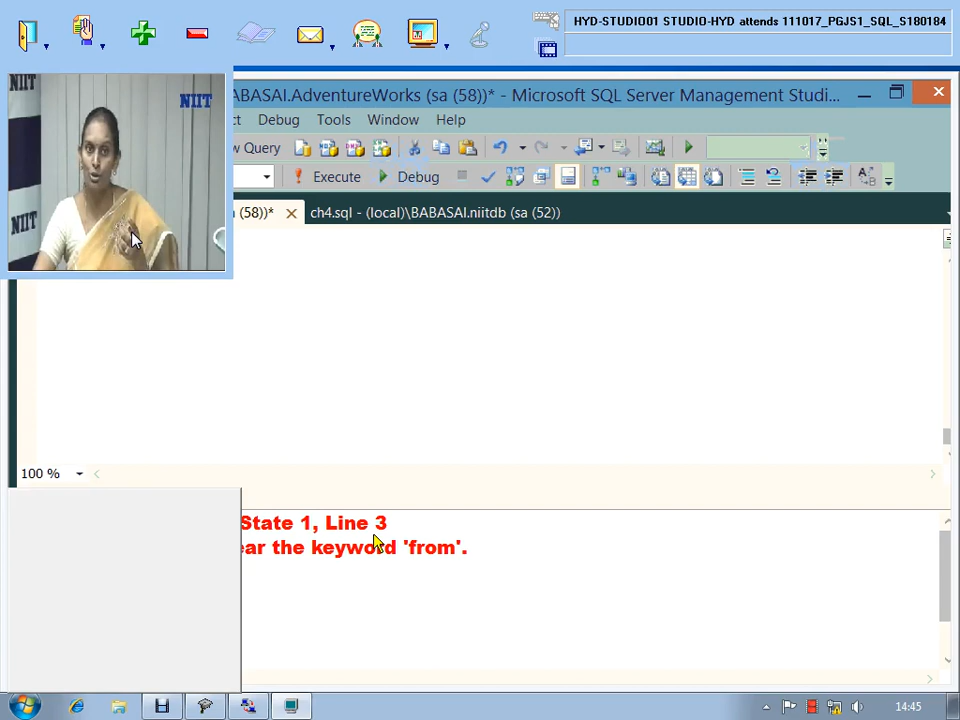 HYD-STUDIO01 STUDIO-HYD attends 111017_PGJS1_SQL_S180184
NIIT
NIIT
NIIT
ABASAI.AdventureWorks (sa (58))* - Microsoft SQL Server Management Studi...
ct Debug Tools Window Help
w Query
Execute Debug
a (58))* ch4.sql - (local)\BABASAI.niitdb (sa (52))
100 %
State 1, Line 3
ear the keyword 'from'.
14:45